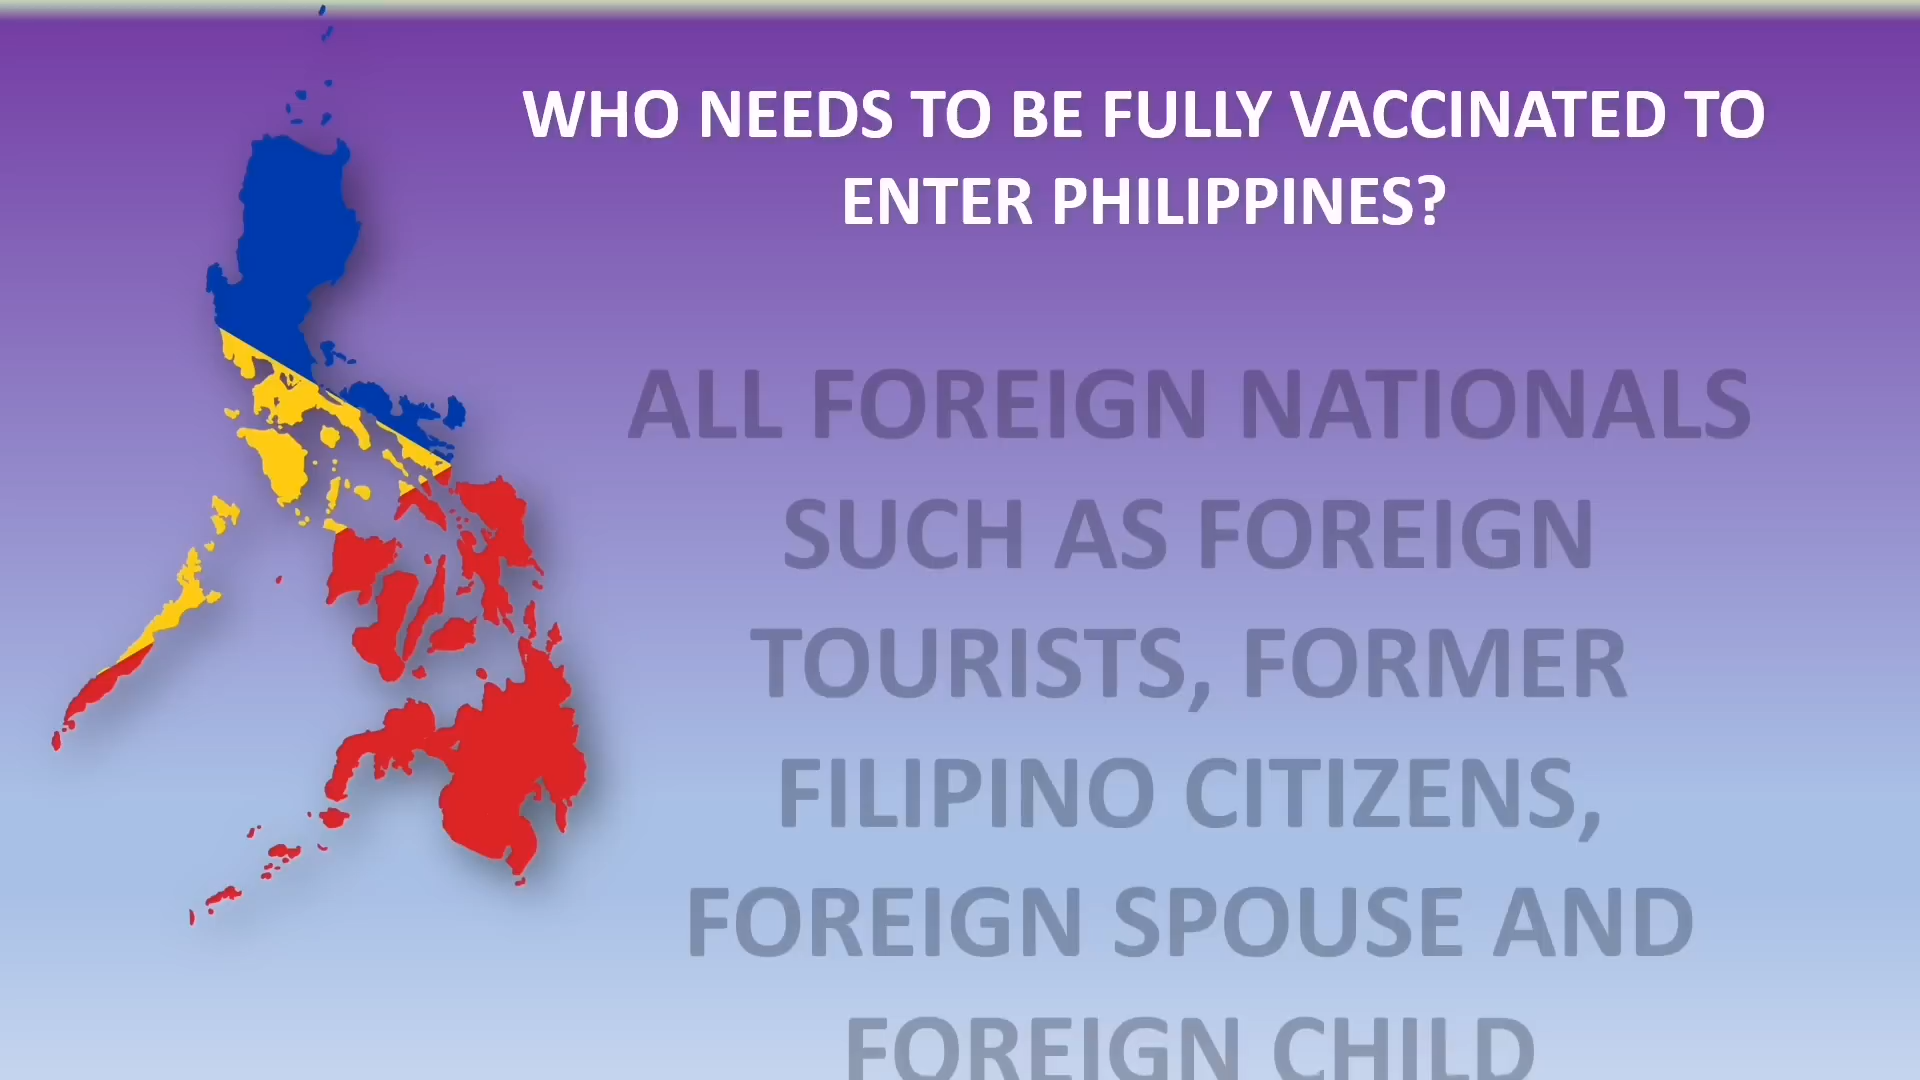 WHO NEEDS TO BE FULLY VACCINATED TO
ENTER PHILIPPINES?
ALL FOREIGN NATIONALS
SUCH AS FOREIGN
TOURISTS, FORMER
FILIPINO CITIZENS,
FOREIGN SPOUSE AND
FOREIGN CHILD